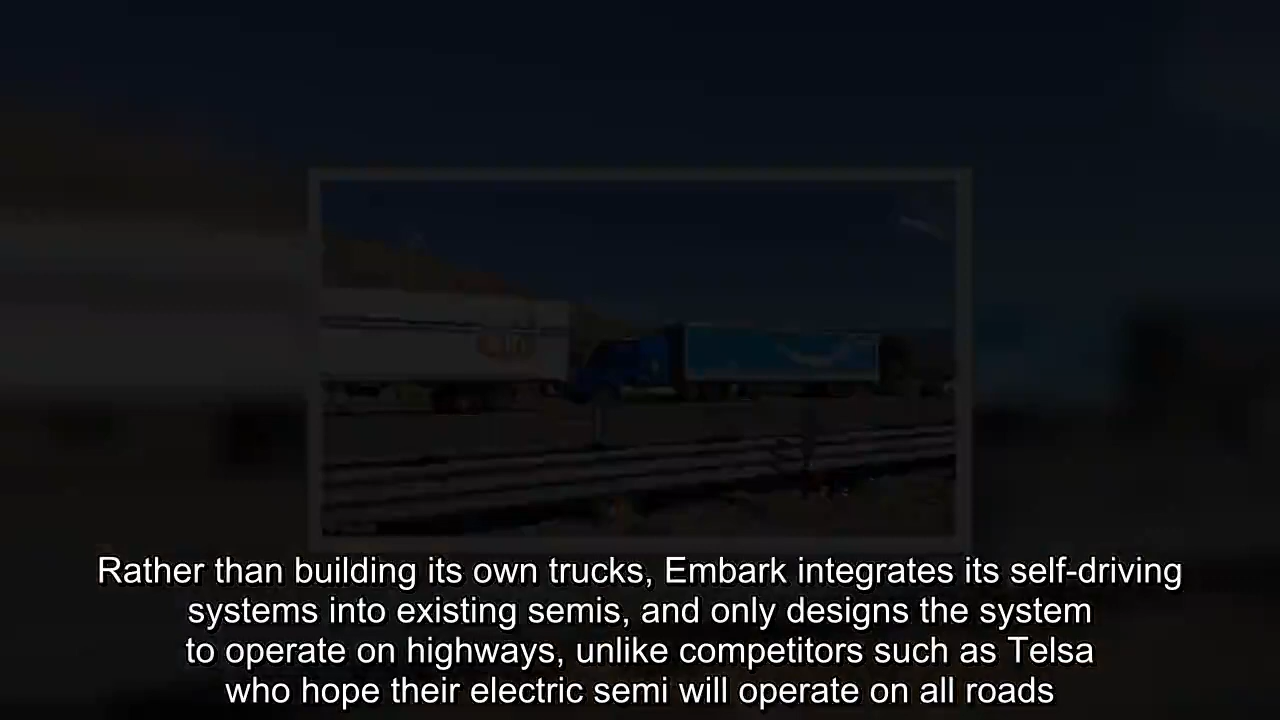 Rather than building its own trucks, Embark integrates its self-driving
systems into existing semis, and only designs the system
to operate on highways, unlike competitors such as Telsa
who hope their electric semi will operate on all roads